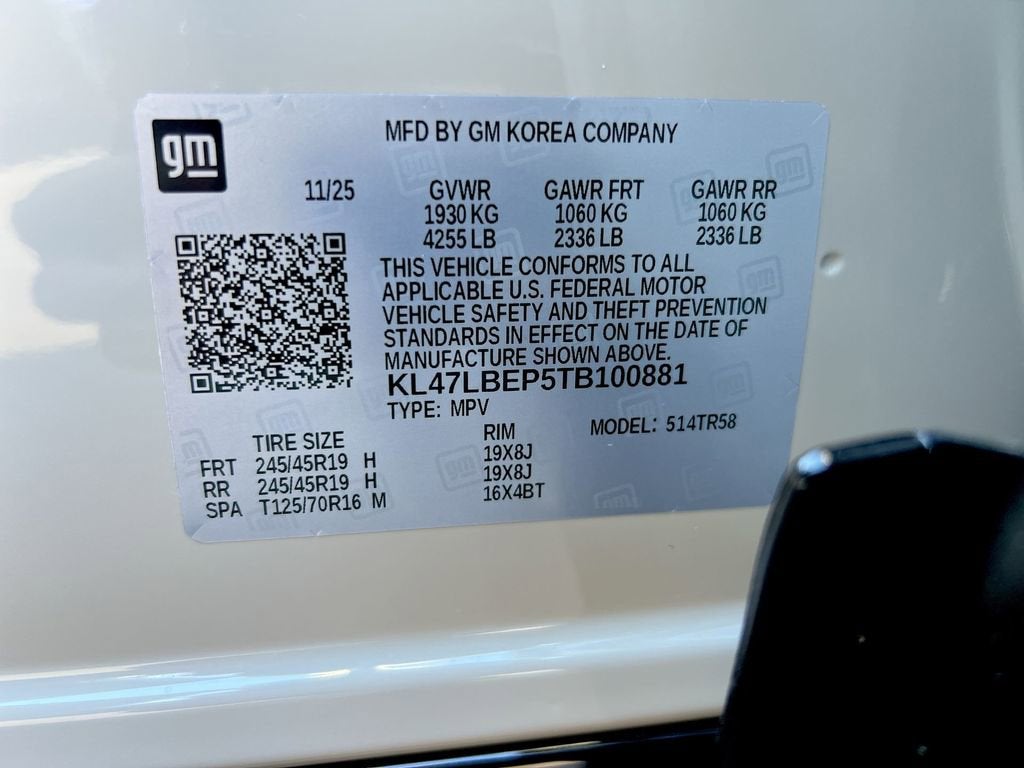 gm
MFD BY GM KOREA COMPANY
11/25 GVWR GAWR FRT GAWR RR
1930 KG 1060 KG 1060 KG
4255 LB 2336 LB 2336 LB
THIS VEHICLE CONFORMS TO ALL
APPLICABLE U.S. FEDERAL MOTOR
VEHICLE SAFETY AND THEFT PREVENTION
STANDARDS IN EFFECT ON THE DATE OF
MANUFACTURE SHOWN ABOVE.
KL47LBEP5TB100881
TYPE: MPV MODEL: 514TR58
TIRE SIZE RIM
FRT 245/45R19 H 19X8J
RR 245/45R19 H 19X8J
SPA T125/70R16 M 16X4BT